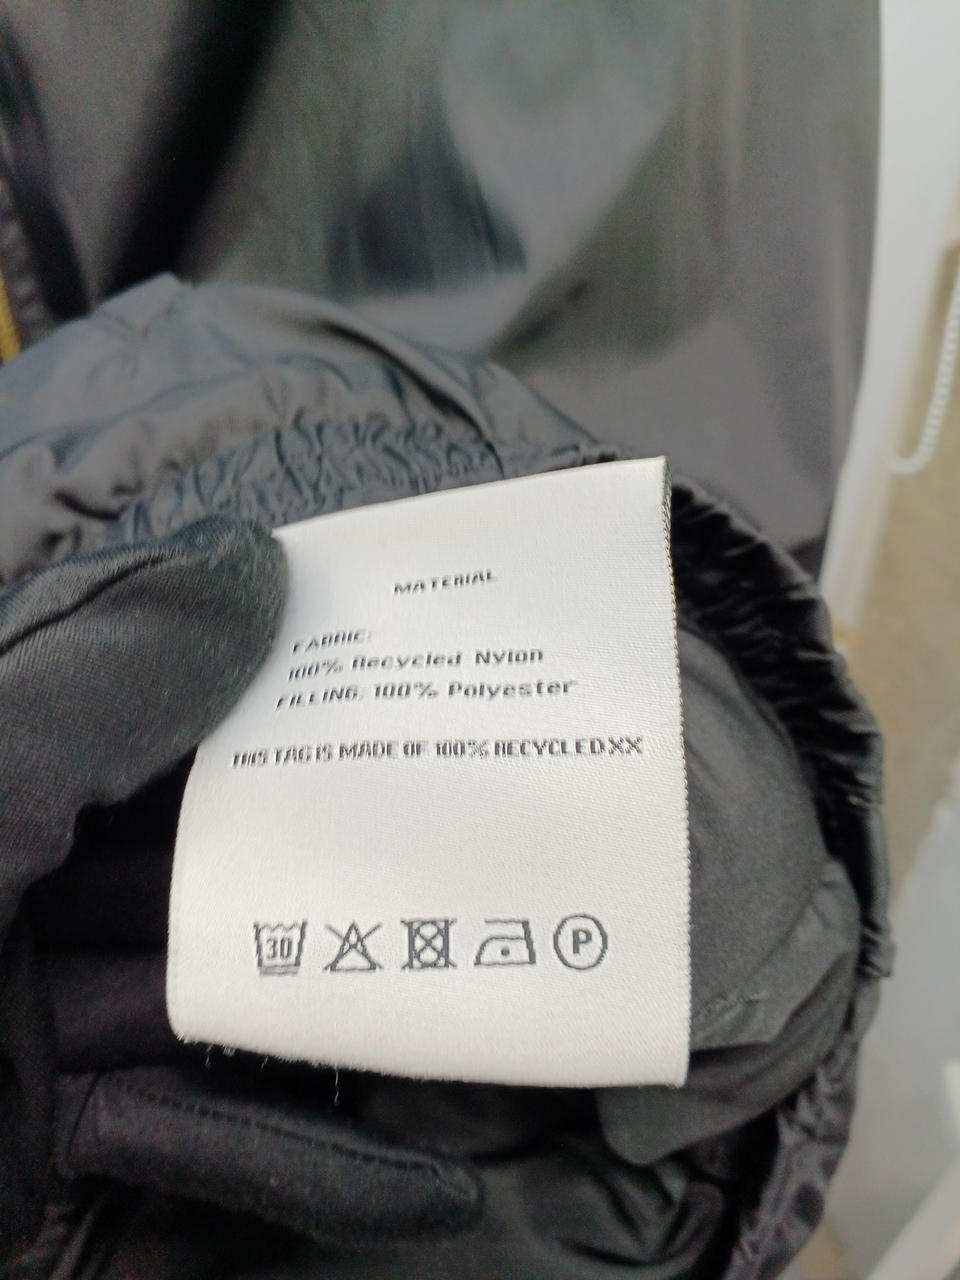 MATERIAL
FABRIC:
100% Recycled Nylon
FILLING: 100% Polyester
THIS TAG IS MADE OF 100% RECYCLED XX
30
P